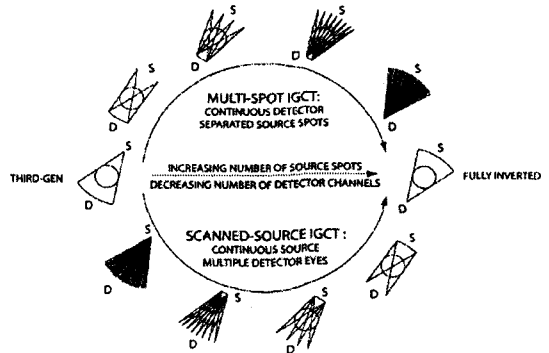 S
S
D
D
S
S
MULTI-SPOT IGCT:
CONTINUOUS DETECTOR
SEPARATED SOURCE SPOTS
D
D
S
S
THIRD-GEN
INCREASING NUMBER OF SOURCE SPOTS
DECREASING NUMBER OF DETECTOR CHANNELS
FULLY INVERTED
D
D
SCANNED-SOURCE IGCT :
CONTINUOUS SOURCE
MULTIPLE DETECTOR EYES
S
S
D
S
S
D
D
D